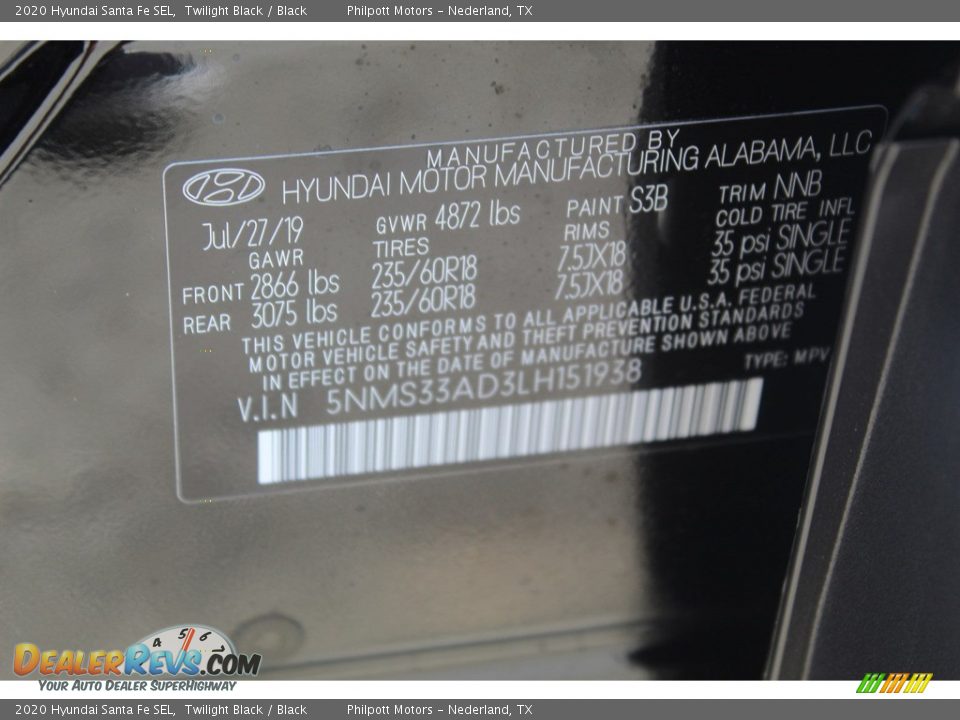 2020 Hyundai Santa Fe SEL, Twilight Black / Black Philpott Motors - Nederland, TX
MANUFACTURED BY
HYUNDAI MOTOR MANUFACTURING ALABAMA, LLC
Jul/27/19 GVWR 4872 lbs PAINT S3B TRIM NNB
GAWR TIRES RIMS COLD TIRE INFL
FRONT 2866 lbs 235/60R18 7.5JX18 35 psi SINGLE
REAR 3075 lbs 235/60R18 7.5JX18 35 psi SINGLE
THIS VEHICLE CONFORMS TO ALL APPLICABLE U.S.A. FEDERAL
MOTOR VEHICLE SAFETY AND THEFT PREVENTION STANDARDS
IN EFFECT ON THE DATE OF MANUFACTURE SHOWN ABOVE
V.I.N 5NMS33AD3LH151938 TYPE: MPV
4 5 6
DEALERREVS.COM
YOUR AUTO DEALER SUPERHIGHWAY
2020 Hyundai Santa Fe SEL, Twilight Black / Black Philpott Motors - Nederland, TX